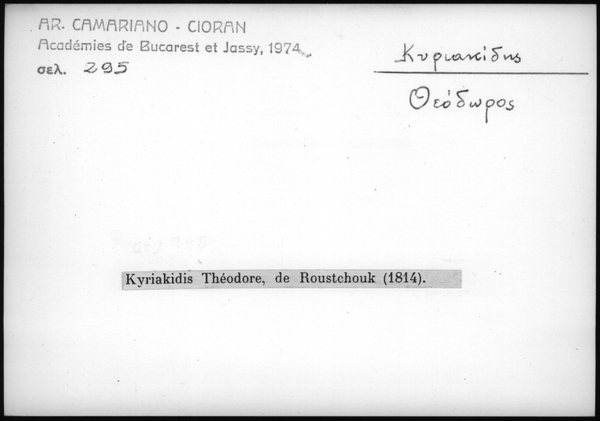 AR. CAMARIANO - CIORAN
Académies de Bucarest et Jassy, 1974
σελ. 295
Κυριακίδης
Θεόδωρος
Kyriakidis Théodore, de Roustchouk (1814).